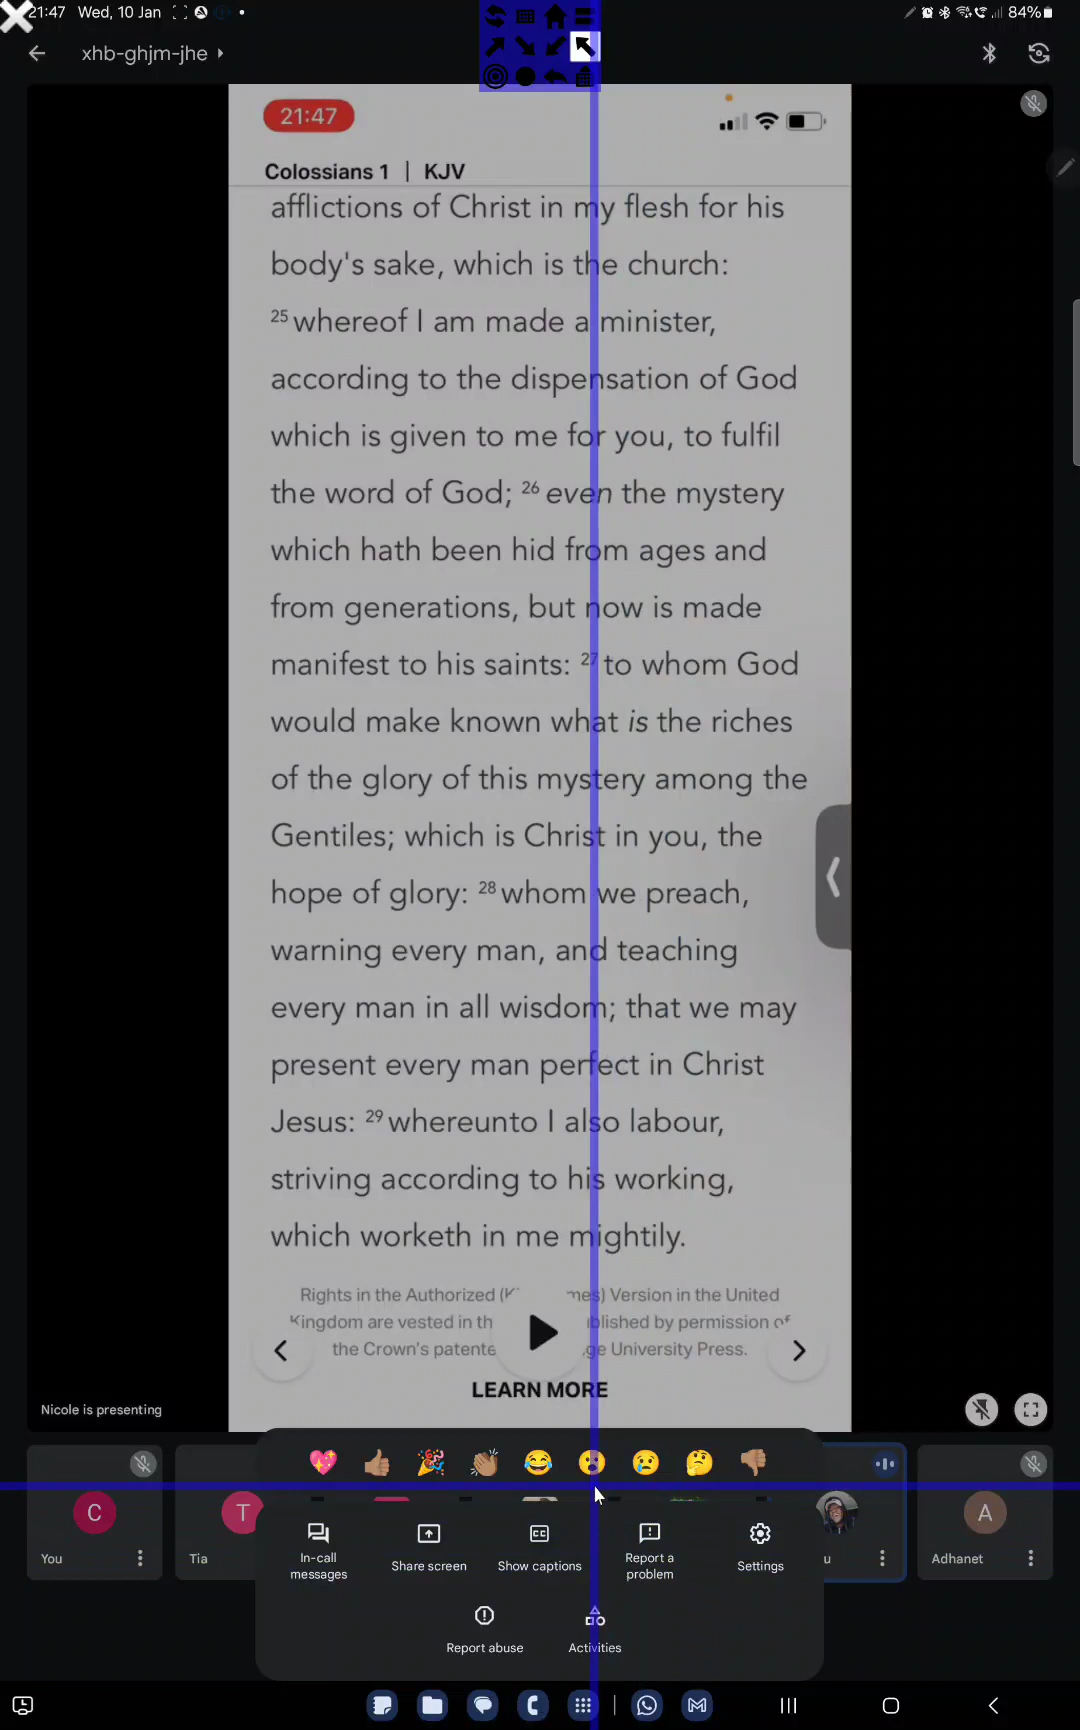 21:47 Wed, 10 Jan
84%
xhb-ghjm-jhe
21:47
Colossians 1 | KJV
afflictions of Christ in my flesh for his
body's sake, which is the church:
25 whereof I am made a minister,
according to the dispensation of God
which is given to me for you, to fulfil
the word of God; 26 even the mystery
which hath been hid from ages and
from generations, but now is made
manifest to his saints: 27 to whom God
would make known what is the riches
of the glory of this mystery among the
Gentiles; which is Christ in you, the
hope of glory: 28 whom we preach,
warning every man, and teaching
every man in all wisdom; that we may
present every man perfect in Christ
Jesus: 29 whereunto I also labour,
striving according to his working,
which worketh in me mightily.
Rights in the Authorized Version in the United
Kingdom are vested in by permission of
the Crown's University Press.
LEARN MORE
Nicole is presenting
C
T
A
You
Tia
u
Adhanet
In-call messages
Share screen
CC
Show captions
Report a problem
Settings
Report abuse
Activities